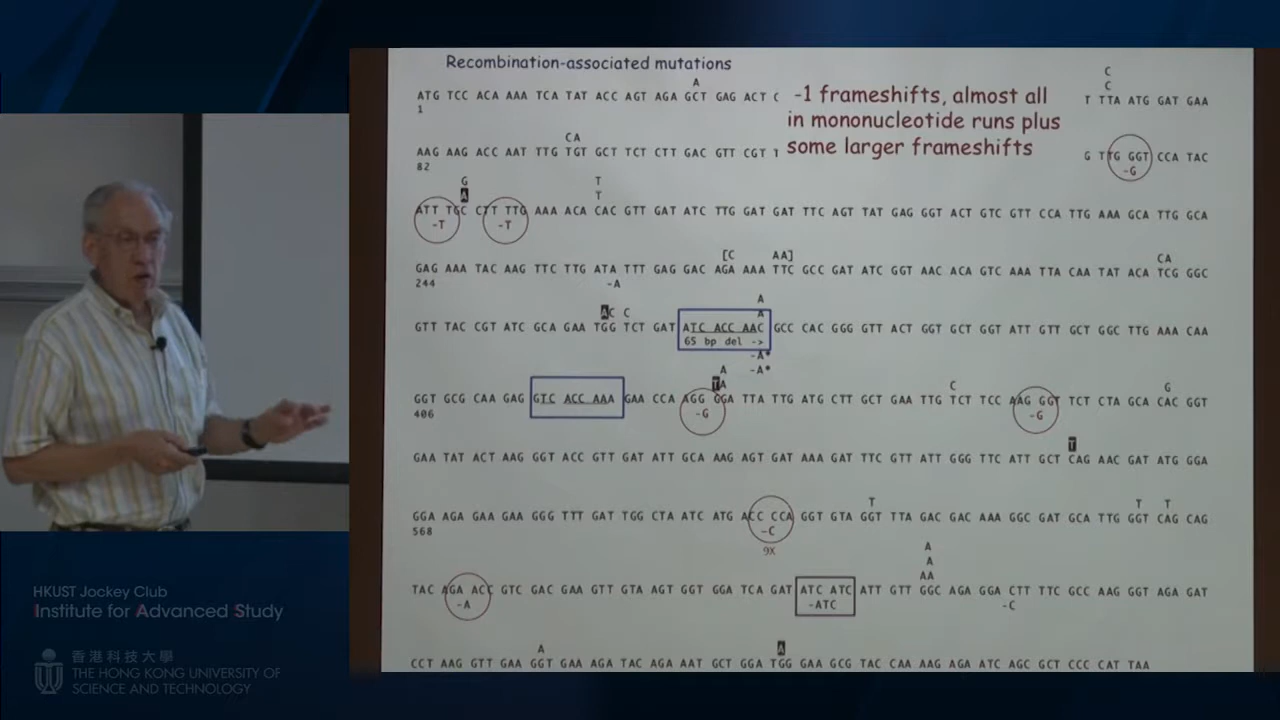 Recombination-associated mutations
-1 frameshifts, almost all
in mononucleotide runs plus
some larger frameshifts
A
C
C
ATG TCC ACA AAA TCA TAT ACC AGT AGA GCT GAG ACT C
T TTA ATG GAT GAA
1
CA
AAG AAG ACC AAT TTG TGT GCT TCT CTT GAC GTT CGT T
G TTG GGT CCA TAC
82
-G
G
A
T
T
ATT TGC CTT TTG AAA ACA CAC GTT GAT ATC TTG GAT GAT TTC AGT TAT GAG GGT ACT GTC GTT CCA TTG AAA GCA TTG GCA
-T
-T
[C AA]
CA
GAG AAA TAC AAG TTC TTG ATA TTT GAG GAC AGA AAA TTC GCC GAT ATC GGT AAC ACA GTC AAA TTA CAA TAT ACA TCG GGC
244
-A
AC C
A
A
GTT TAC CGT ATC GCA GAA TGG TCT GAT ATC ACC AAC GCC CAC GGG GTT ACT GGT GCT GGT ATT GTT GCT GGC TTG AAA CAA
65 bp del ->
-A*
-A*
A
TA
C
G
GGT GCG CAA GAG GTC ACC AAA GAA CCA AGG GGA TTA TTG ATG CTT GCT GAA TTG TCT TCC AAG GGT TCT CTA GCA CAC GGT
406
-G
-G
T
GAA TAT ACT AAG GGT ACC GTT GAT ATT GCA AAG AGT GAT AAA GAT TTC GTT ATT GGG TTC ATT GCT CAG AAC GAT ATG GGA
T
T T
GGA AGA GAA GAA GGG TTT GAT TGG CTA ATC ATG ACC CCA GGT GTA GGT TTA GAC GAC AAA GGC GAT GCA TTG GGT CAG CAG
568
-C
9X
A
A
AA
TAC AGA ACC GTC GAC GAA GTT GTA AGT GGT GGA TCA GAT ATC ATC ATT GTT GGC AGA GGA CTT TTC GCC AAG GGT AGA GAT
-A
-ATC
-C
A
A
CCT AAG GTT GAA GGT GAA AGA TAC AGA AAT GCT GGA TGG GAA GCG TAC CAA AAG AGA ATC AGC GCT CCC CAT TAA
HKUST Jockey Club
Institute for Advanced Study
香港科技大學
THE HONG KONG UNIVERSITY OF
SCIENCE AND TECHNOLOGY